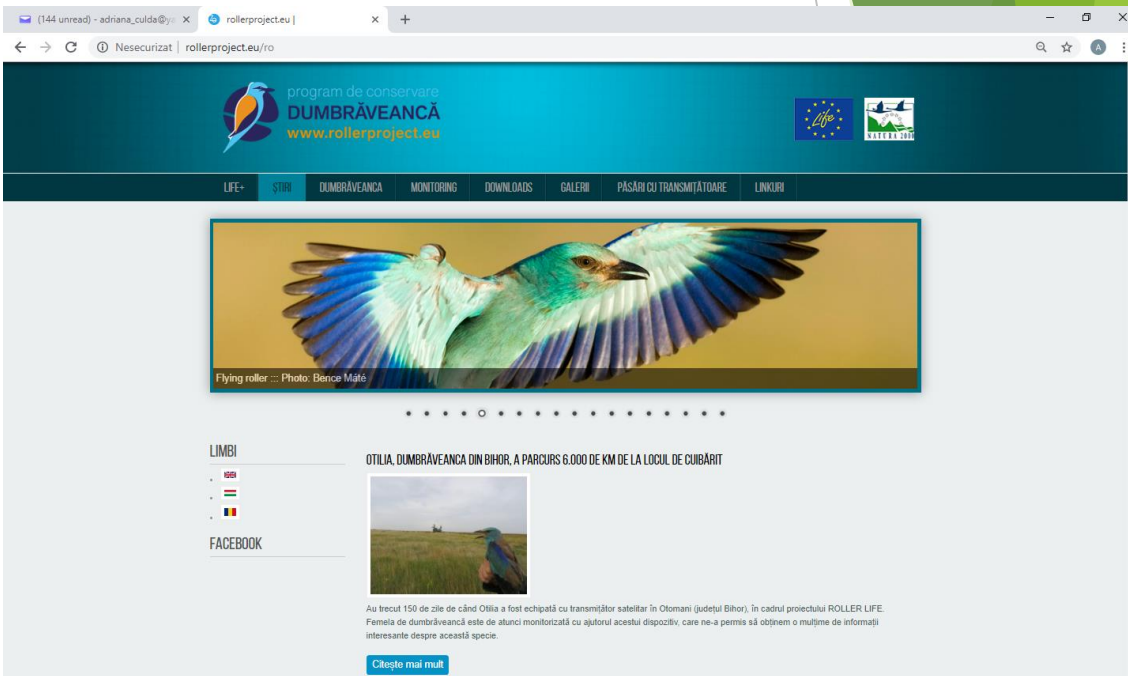 (144 unread) - adriana_culda@y
rollerproject.eu |
Nesecurizat | rollerproject.eu/ro
A
program de conservare
DUMBRĂVEANCĂ
www.rollerproject.eu
Life
NATURA 2000
LIFE+ ȘTIRI DUMBRĂVEANCA MONITORING DOWNLOADS GALERII PĂSĂRI CU TRANSMIȚĂTOARE LINKURI
Flying roller ::: Photo: Bence Máté
LIMBI
FACEBOOK
OTILIA, DUMBRĂVEANCA DIN BIHOR, A PARCURS 6.000 DE KM DE LA LOCUL DE CUIBĂRIT
Au trecut 150 de zile de când Otilia a fost echipată cu transmițător satelitar în Otomani (județul Bihor), în cadrul proiectului ROLLER LIFE.
Femela de dumbrăveancă este de atunci monitorizată cu ajutorul acestui dispozitiv, care ne-a permis să obținem o mulțime de informații
interesante despre această specie.
Citește mai mult